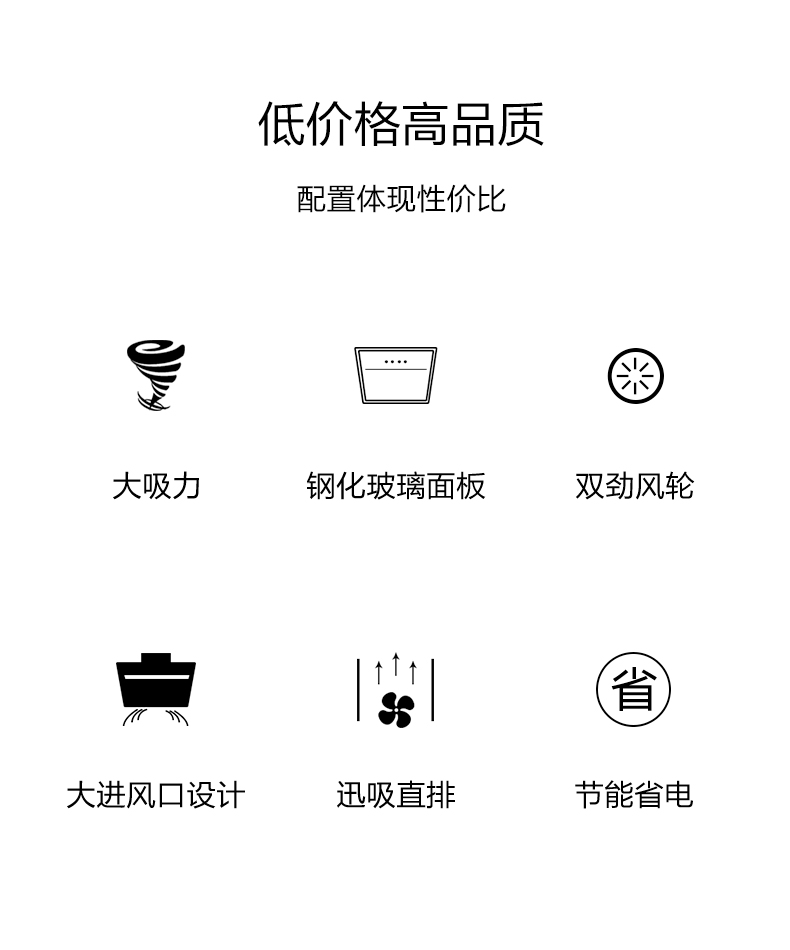 低价格高品质
配置体现性价比
大吸力
钢化玻璃面板
双劲风轮
省
大进风口设计
迅吸直排
节能省电